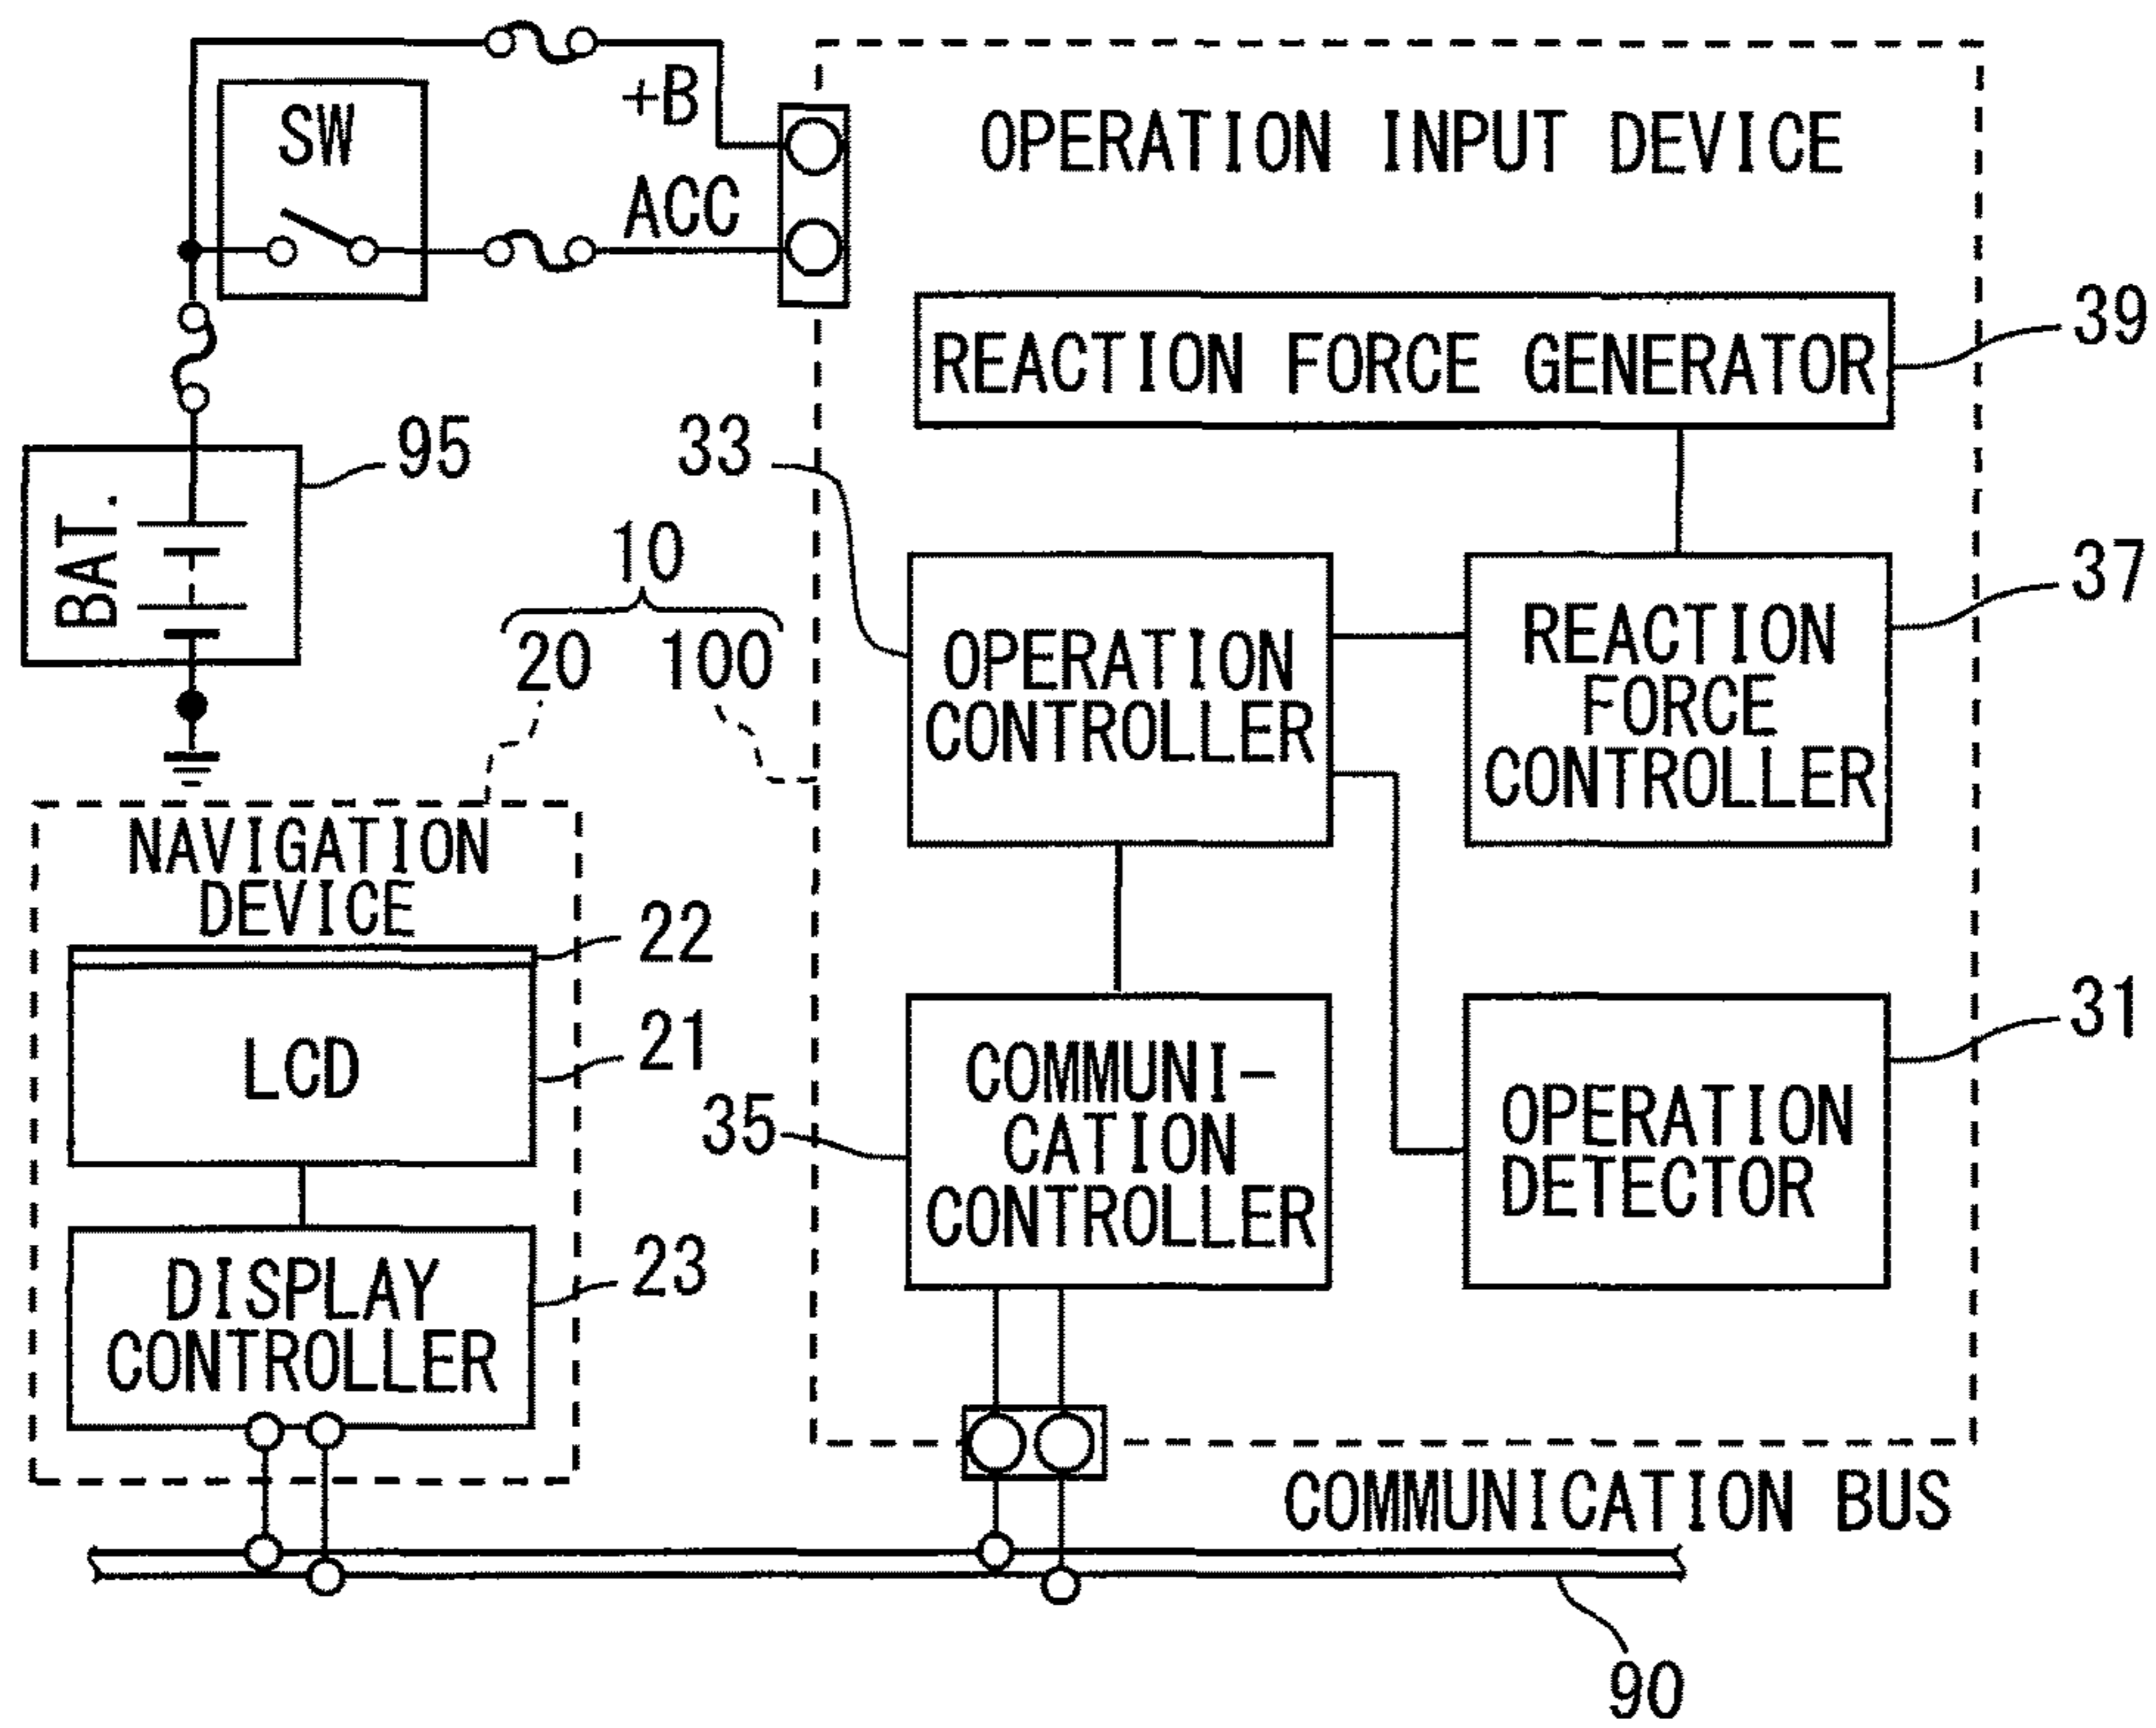 +B
SW
OPERATION INPUT DEVICE
ACC
39
REACTION FORCE GENERATOR
33
95
BAT.
10
20 100
37
OPERATION
CONTROLLER
REACTION
FORCE
CONTROLLER
NAVIGATION
DEVICE
22
LCD
21
31
35
COMMUNI-
CATION
CONTROLLER
OPERATION
DETECTOR
DISPLAY
CONTROLLER
23
COMMUNICATION BUS
90